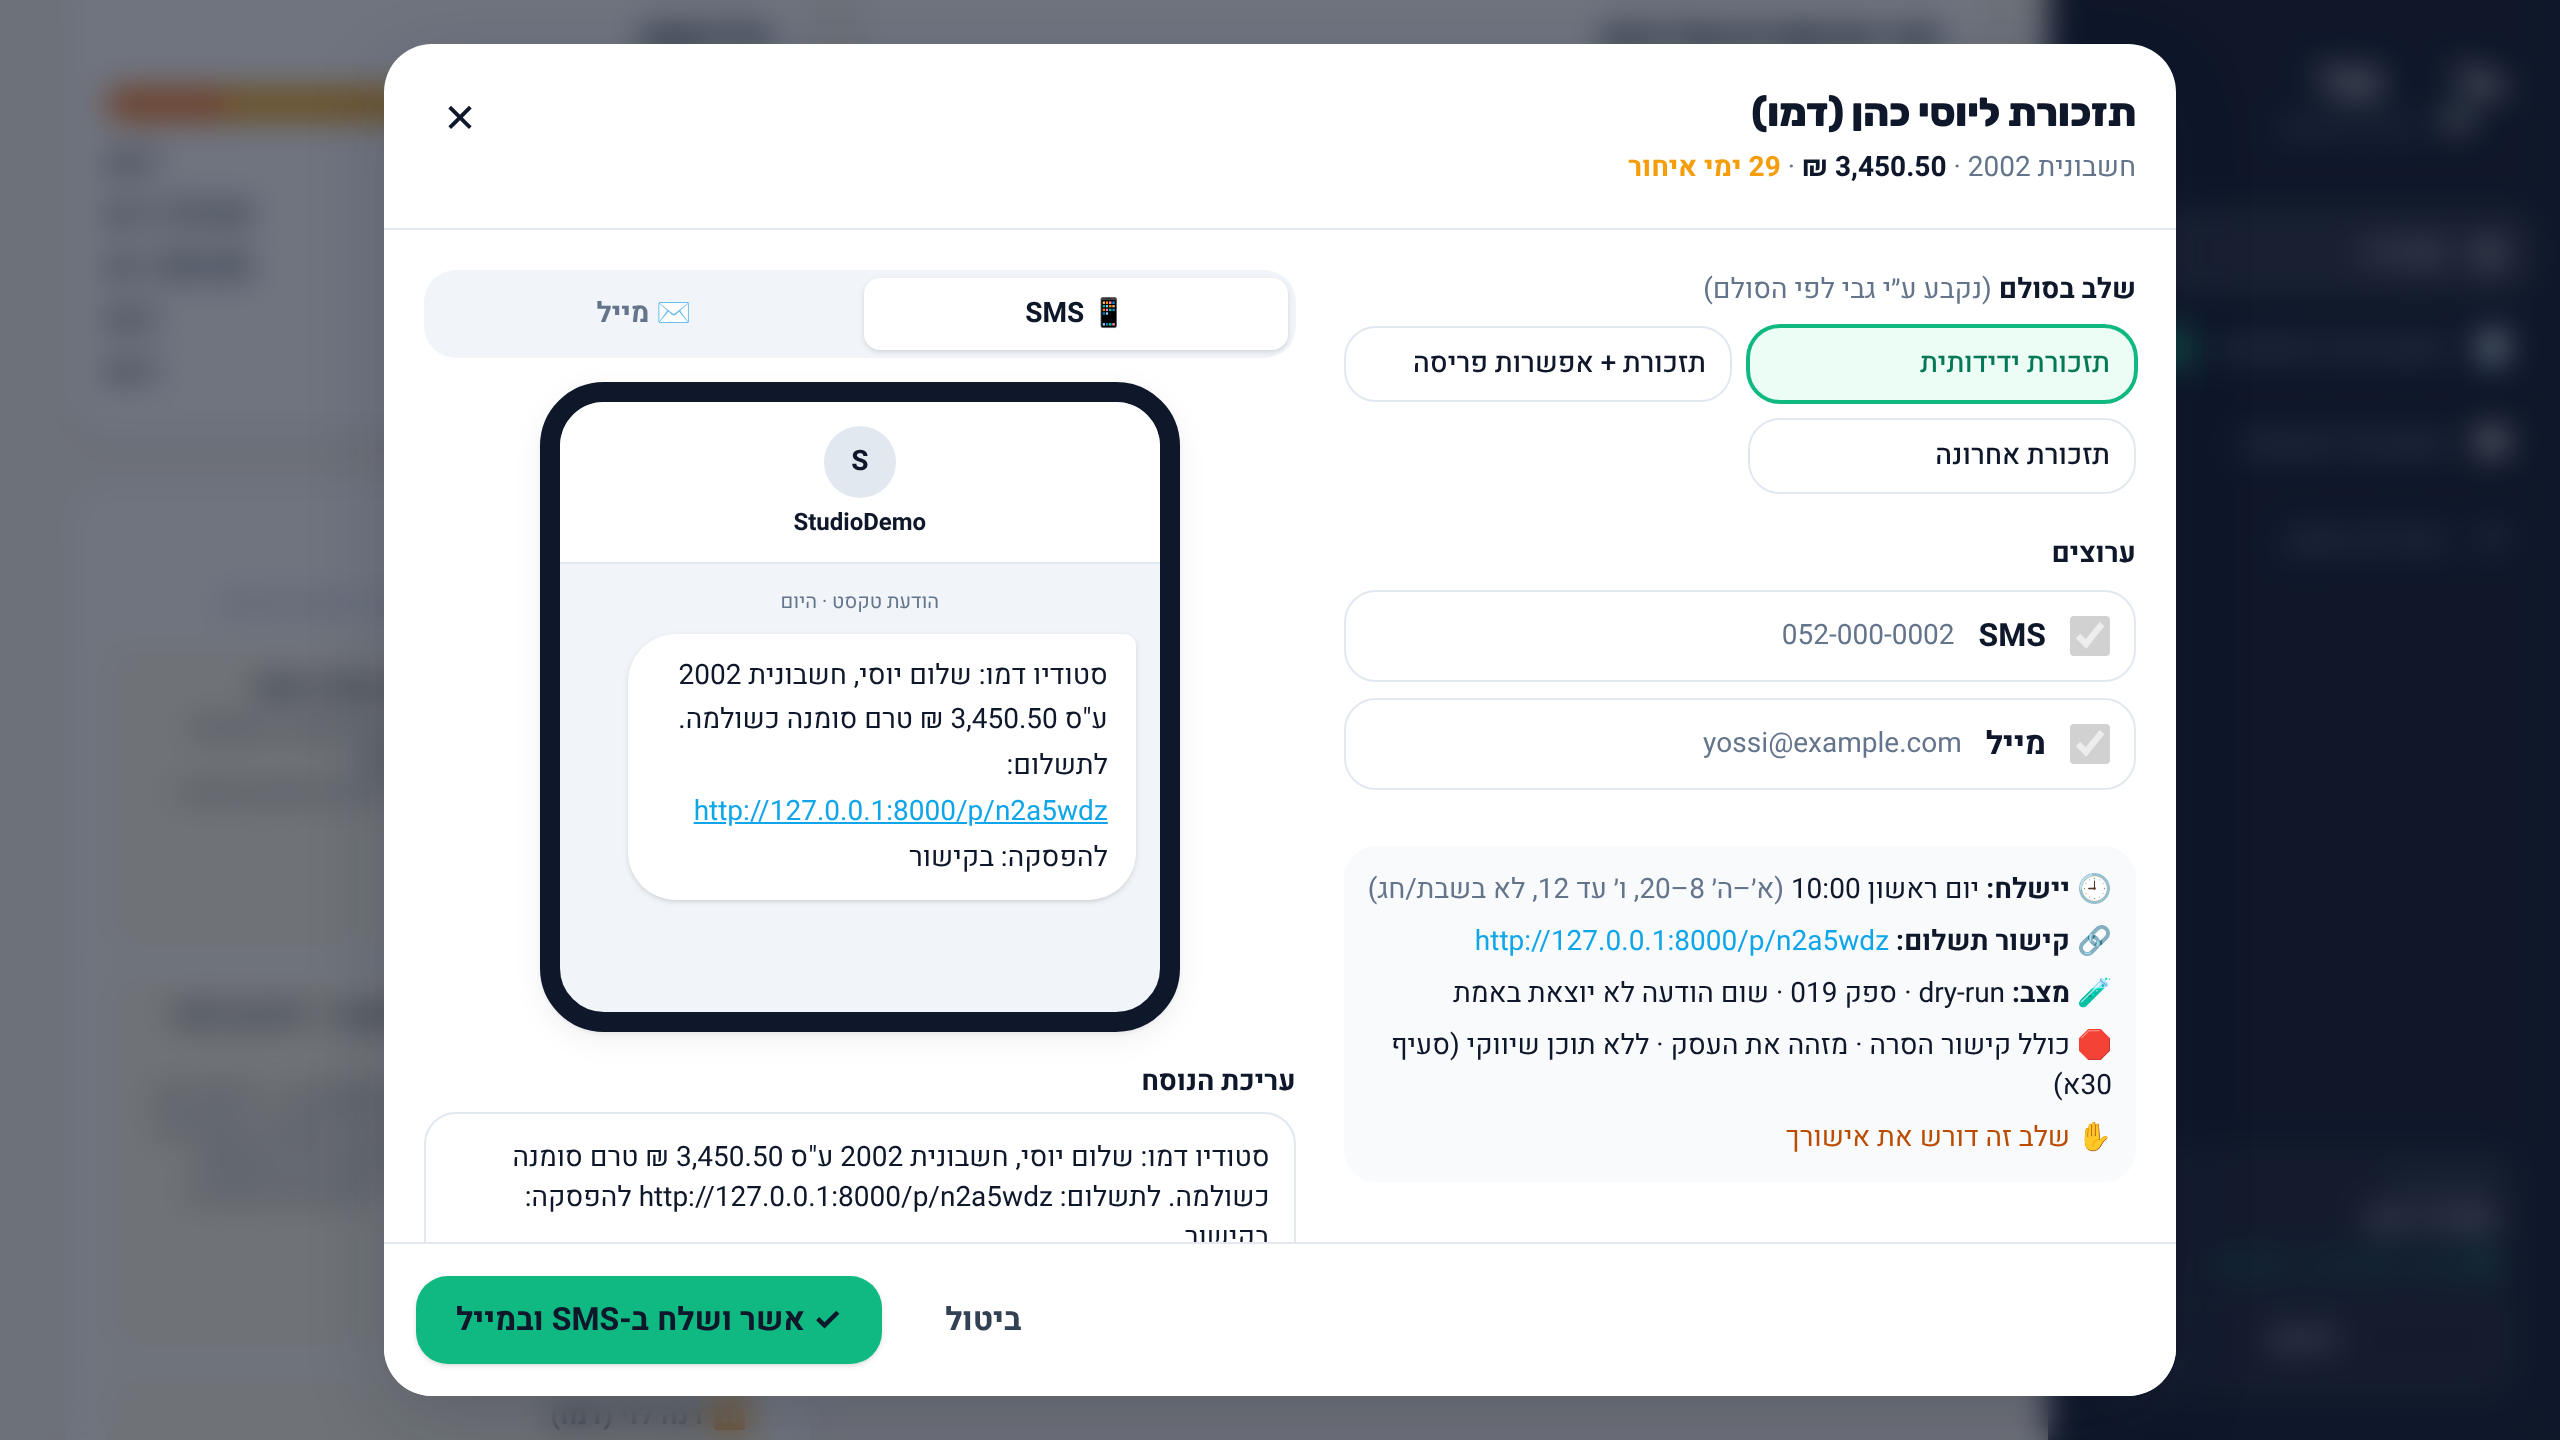 תזכורת ליוסי כהן (דמו)
חשבונית 2002 · 3,450.50 ₪ · 29 ימי איחור
שלב בסולם (נקבע ע״י גבי לפי הסולם)
תזכורת ידידותית
תזכורת + אפשרות פריסה
תזכורת אחרונה
ערוצים
SMS 052-000-0002
מייל yossi@example.com
🕘 יישלח: יום ראשון 10:00 (א׳–ה׳ 8–20, ו׳ עד 12, לא בשבת/חג)
🔗 קישור תשלום: http://127.0.0.1:8000/p/n2a5wdz
🧪 מצב: dry-run · ספק 019 · שום הודעה לא יוצאת באמת
🛑 כולל קישור הסרה · מזהה את העסק · ללא תוכן שיווקי (סעיף
30א)
✋ שלב זה דורש את אישורך
📱 SMS
✉️ מייל
S
StudioDemo
הודעת טקסט · היום
סטודיו דמו: שלום יוסי, חשבונית 2002
ע"ס 3,450.50 ₪ טרם סומנה כשולמה.
לתשלום:
http://127.0.0.1:8000/p/n2a5wdz
להפסקה: בקישור
עריכת הנוסח
סטודיו דמו: שלום יוסי, חשבונית 2002 ע"ס 3,450.50 ₪ טרם סומנה
כשולמה. לתשלום: http://127.0.0.1:8000/p/n2a5wdz להפסקה:
בקישור
ביטול
✓ אשר ושלח ב-SMS ובמייל